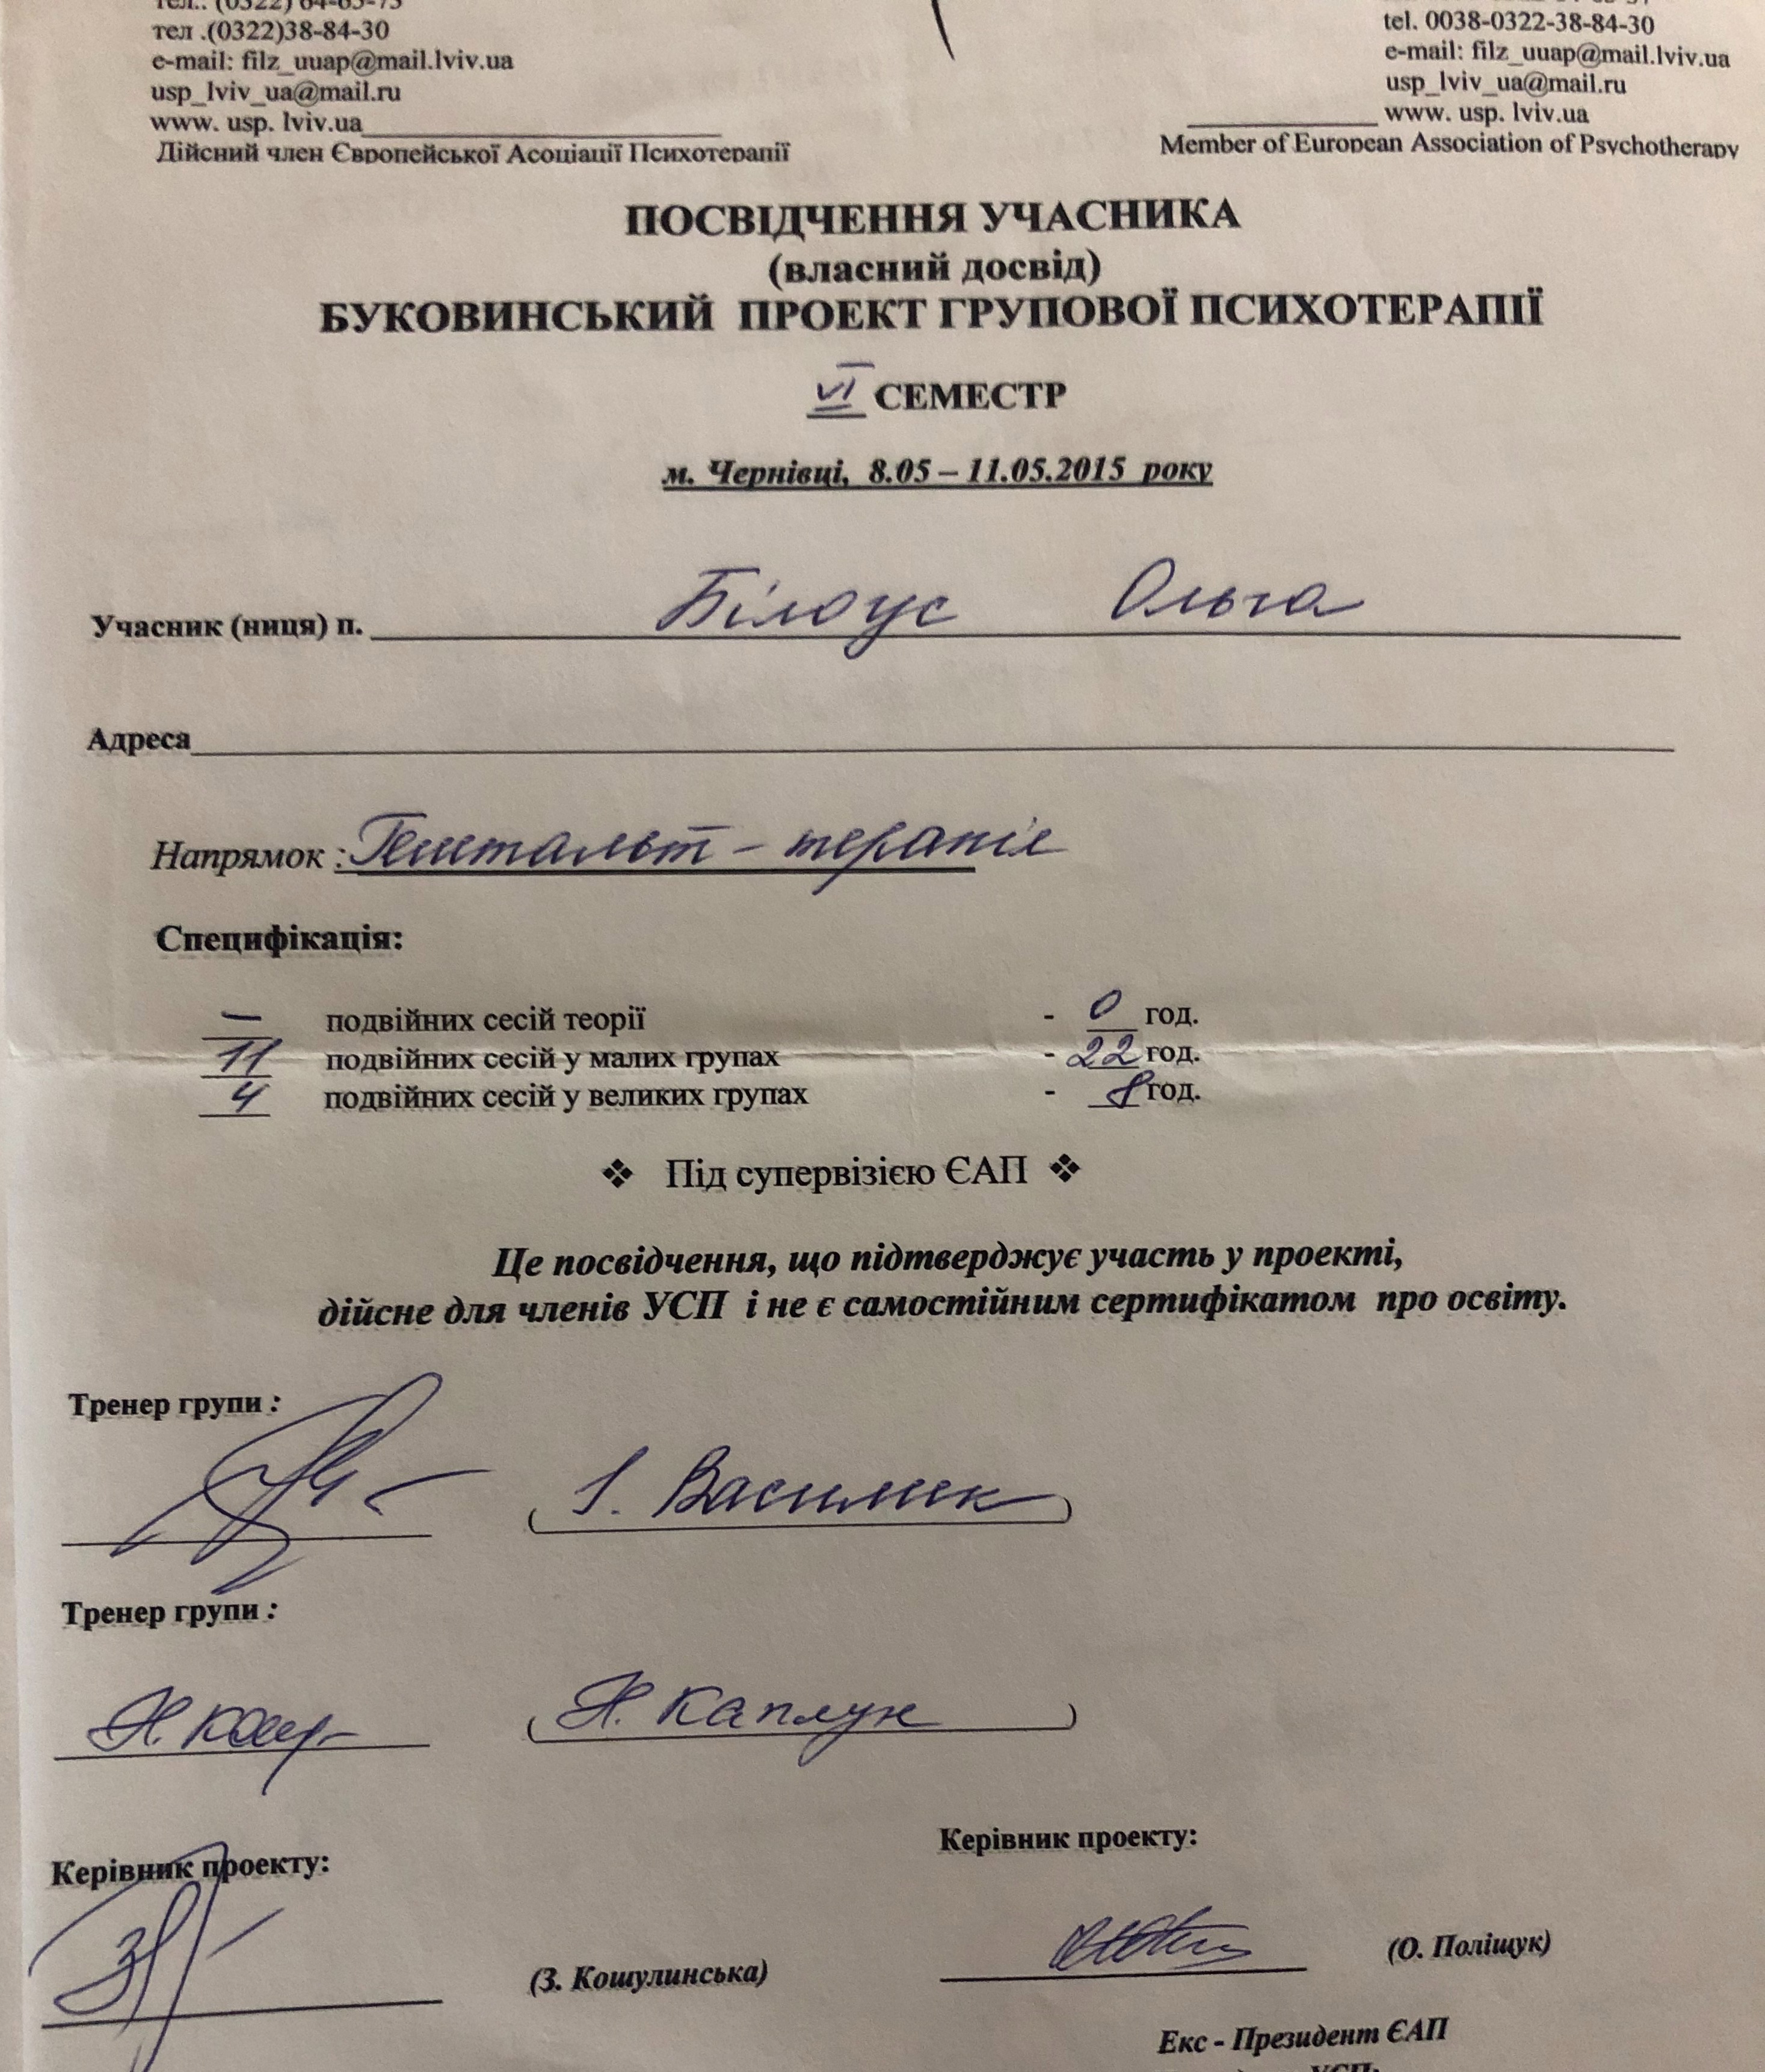 тел .(0322)38-84-30
e-mail: filz_uuap@mail.lviv.ua
usp_lviv_ua@mail.ru
www. usp. lviv.ua
Дійсний член Європейської Асоціації Психотерапії
tel. 0038-0322-38-84-30
e-mail: filz_uuap@mail.lviv.ua
usp_lviv_ua@mail.ru
www. usp. lviv.ua
Member of European Association of Psychotherapy
ПОСВІДЧЕННЯ УЧАСНИКА
(власний досвід)
БУКОВИНСЬКИЙ ПРОЕКТ ГРУПОВОЇ ПСИХОТЕРАПІЇ
VI СЕМЕСТР
м. Чернівці, 8.05 – 11.05.2015 року
Учасник (ниця) п. Білоус Ольга
Адреса
Напрямок : Гештальт - терапія
Специфікація:
– подвійних сесій теорії - 0 год.
11 подвійних сесій у малих групах - 22 год.
4 подвійних сесій у великих групах - 8 год.
❖ Під супервізією ЄАП ❖
Це посвідчення, що підтверджує участь у проекті,
дійсне для членів УСП і не є самостійним сертифікатом про освіту.
Тренер групи :
(І. Василик)
Тренер групи :
(Н. Каплун)
Керівник проекту:
Керівник проекту:
(З. Кошулинська)
(О. Поліщук)
Екс - Президент ЄАП